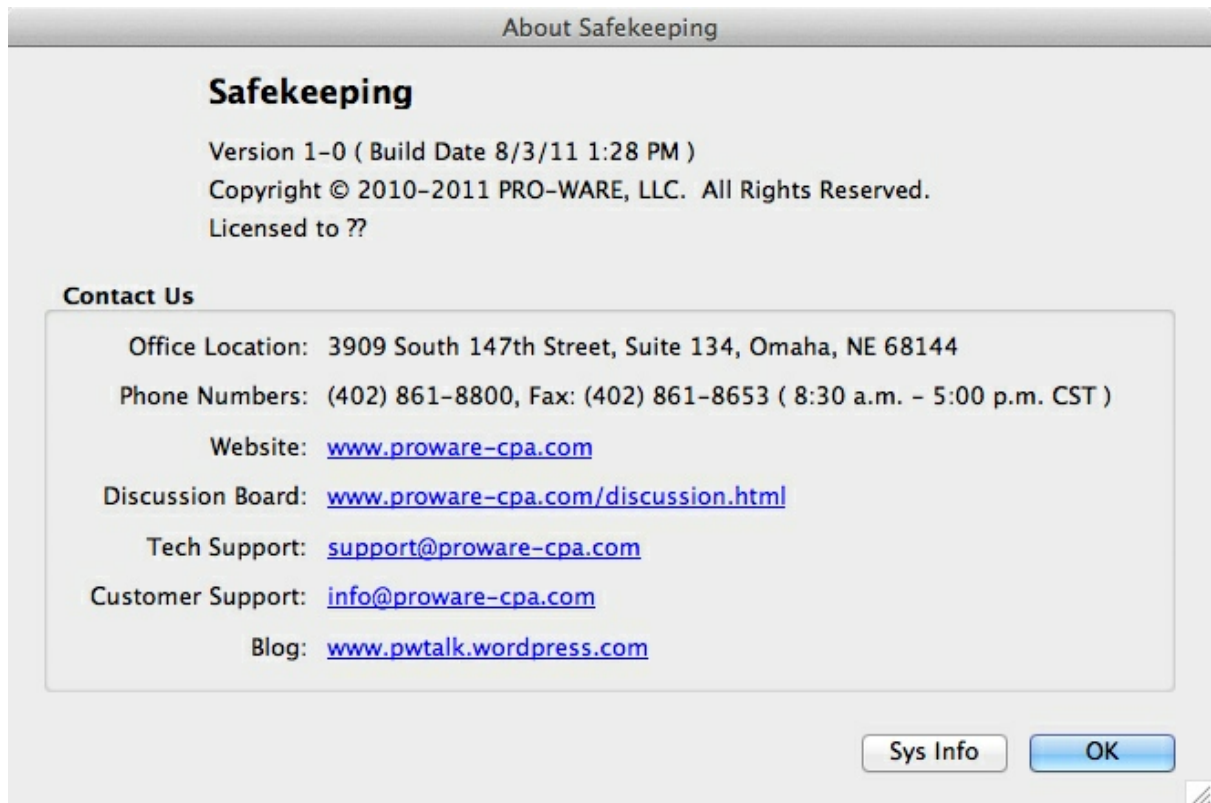 About Safekeeping
Safekeeping
Version 1-0 ( Build Date 8/3/11 1:28 PM )
Copyright © 2010-2011 PRO-WARE, LLC.  All Rights Reserved.
Licensed to ??
Contact Us
Office Location: 3909 South 147th Street, Suite 134, Omaha, NE 68144
Phone Numbers: (402) 861-8800, Fax: (402) 861-8653 ( 8:30 a.m. - 5:00 p.m. CST )
Website: www.proware-cpa.com
Discussion Board: www.proware-cpa.com/discussion.html
Tech Support: support@proware-cpa.com
Customer Support: info@proware-cpa.com
Blog: www.pwtalk.wordpress.com
Sys Info OK